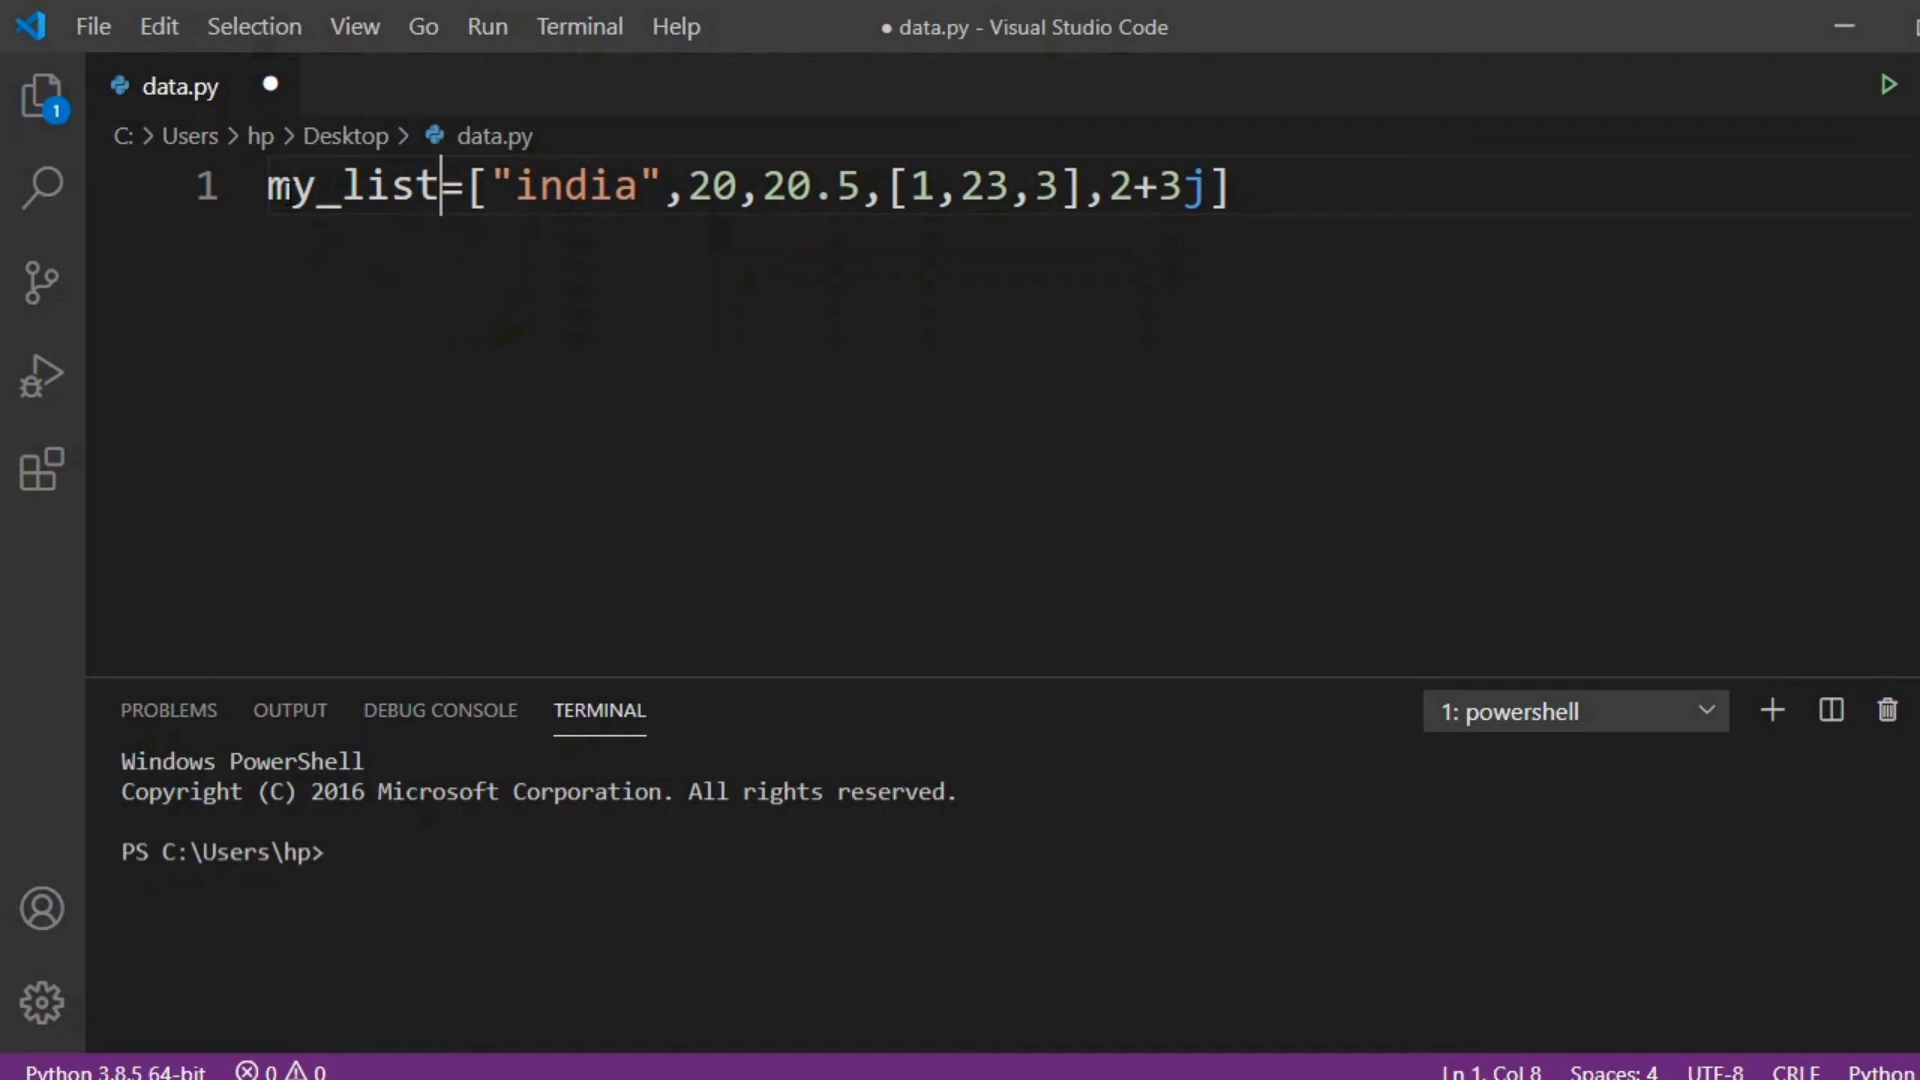 File Edit Selection View Go Run Terminal Help ● data.py - Visual Studio Code
data.py
1
C: > Users > hp > Desktop > data.py
1 my_list=["india",20,20.5,[1,23,3],2+3j]
PROBLEMS OUTPUT DEBUG CONSOLE TERMINAL 1: powershell
Windows PowerShell
Copyright (C) 2016 Microsoft Corporation. All rights reserved.
PS C:\Users\hp>
Python 3.8.5 64-bit 0 0 Ln 1, Col 8 Spaces: 4 UTF-8 CRLF Python